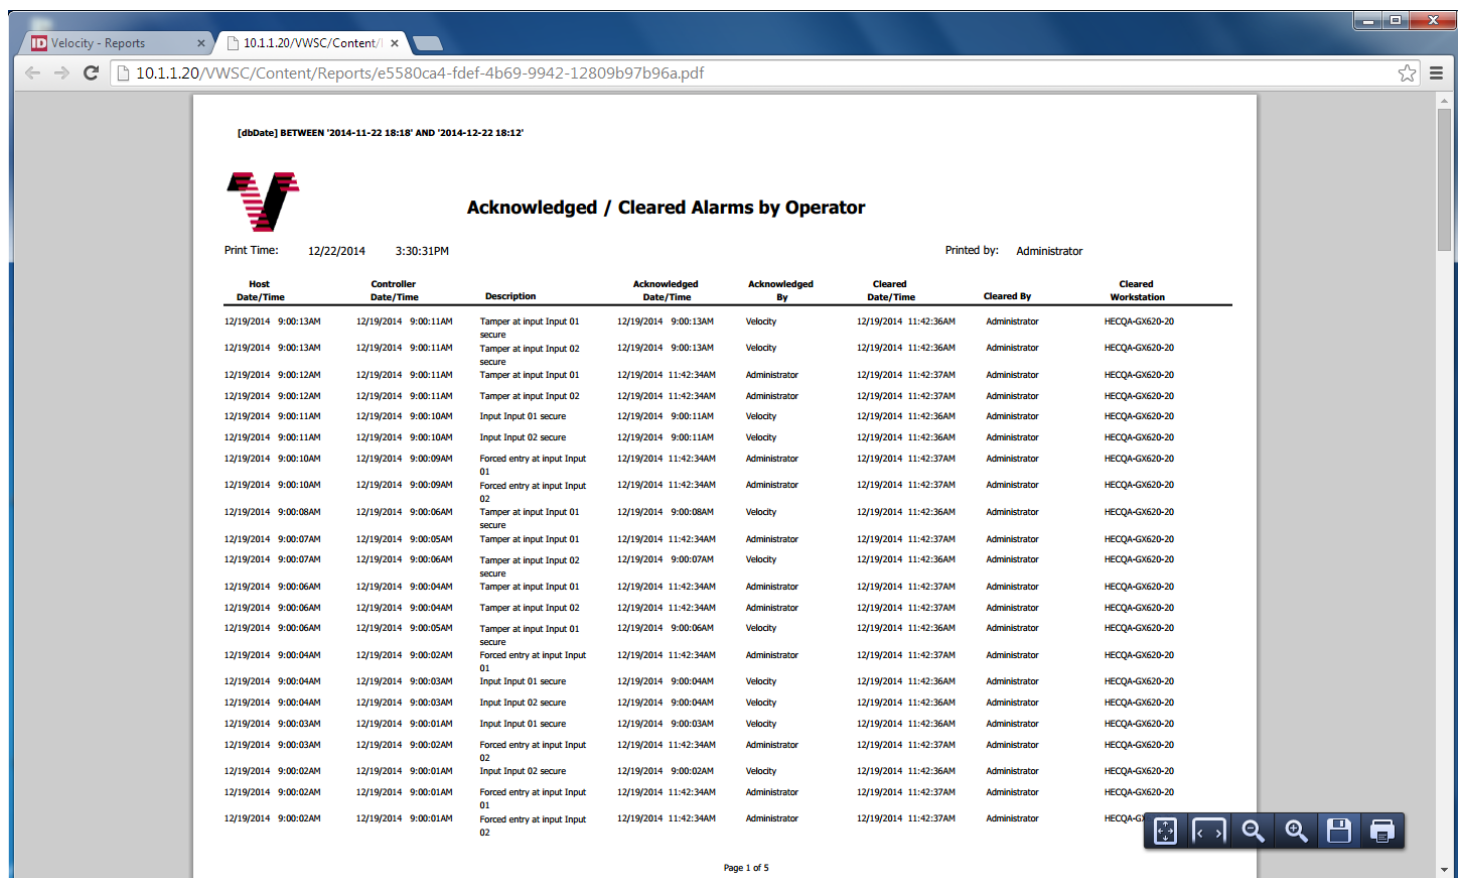 Velocity - Reports
10.1.1.20/VWSC/Content/
10.1.1.20/VWSC/Content/Reports/e5580ca4-fdef-4b69-9942-12809b97b96a.pdf
[dbDate] BETWEEN '2014-11-22 18:18' AND '2014-12-22 18:12'
Acknowledged / Cleared Alarms by Operator
Print Time: 12/22/2014 3:30:31PM Printed by: Administrator
Host Controller Acknowledged Acknowledged Cleared Cleared
Date/Time Date/Time Description Date/Time By Date/Time Cleared By Workstation
12/19/2014 9:00:13AM 12/19/2014 9:00:11AM Tamper at input Input 01 12/19/2014 9:00:13AM Velocity 12/19/2014 11:42:36AM Administrator HECQA-GX620-20
secure
12/19/2014 9:00:13AM 12/19/2014 9:00:11AM Tamper at input Input 02 12/19/2014 9:00:13AM Velocity 12/19/2014 11:42:36AM Administrator HECQA-GX620-20
secure
12/19/2014 9:00:12AM 12/19/2014 9:00:11AM Tamper at input Input 01 12/19/2014 11:42:34AM Administrator 12/19/2014 11:42:37AM Administrator HECQA-GX620-20
12/19/2014 9:00:12AM 12/19/2014 9:00:11AM Tamper at input Input 02 12/19/2014 11:42:34AM Administrator 12/19/2014 11:42:37AM Administrator HECQA-GX620-20
12/19/2014 9:00:11AM 12/19/2014 9:00:10AM Input Input 01 secure 12/19/2014 9:00:11AM Velocity 12/19/2014 11:42:36AM Administrator HECQA-GX620-20
12/19/2014 9:00:11AM 12/19/2014 9:00:10AM Input Input 02 secure 12/19/2014 9:00:11AM Velocity 12/19/2014 11:42:36AM Administrator HECQA-GX620-20
12/19/2014 9:00:10AM 12/19/2014 9:00:09AM Forced entry at input Input 12/19/2014 11:42:34AM Administrator 12/19/2014 11:42:37AM Administrator HECQA-GX620-20
01
12/19/2014 9:00:10AM 12/19/2014 9:00:09AM Forced entry at input Input 12/19/2014 11:42:34AM Administrator 12/19/2014 11:42:37AM Administrator HECQA-GX620-20
02
12/19/2014 9:00:08AM 12/19/2014 9:00:06AM Tamper at input Input 01 12/19/2014 9:00:08AM Velocity 12/19/2014 11:42:36AM Administrator HECQA-GX620-20
secure
12/19/2014 9:00:07AM 12/19/2014 9:00:05AM Tamper at input Input 01 12/19/2014 11:42:34AM Administrator 12/19/2014 11:42:37AM Administrator HECQA-GX620-20
12/19/2014 9:00:07AM 12/19/2014 9:00:06AM Tamper at input Input 02 12/19/2014 9:00:07AM Velocity 12/19/2014 11:42:36AM Administrator HECQA-GX620-20
secure
12/19/2014 9:00:06AM 12/19/2014 9:00:04AM Tamper at input Input 01 12/19/2014 11:42:34AM Administrator 12/19/2014 11:42:37AM Administrator HECQA-GX620-20
12/19/2014 9:00:06AM 12/19/2014 9:00:04AM Tamper at input Input 02 12/19/2014 11:42:34AM Administrator 12/19/2014 11:42:37AM Administrator HECQA-GX620-20
12/19/2014 9:00:06AM 12/19/2014 9:00:05AM Tamper at input Input 01 12/19/2014 9:00:06AM Velocity 12/19/2014 11:42:36AM Administrator HECQA-GX620-20
secure
12/19/2014 9:00:04AM 12/19/2014 9:00:02AM Forced entry at input Input 12/19/2014 11:42:34AM Administrator 12/19/2014 11:42:37AM Administrator HECQA-GX620-20
01
12/19/2014 9:00:04AM 12/19/2014 9:00:03AM Input Input 01 secure 12/19/2014 9:00:04AM Velocity 12/19/2014 11:42:36AM Administrator HECQA-GX620-20
12/19/2014 9:00:04AM 12/19/2014 9:00:03AM Input Input 02 secure 12/19/2014 9:00:04AM Velocity 12/19/2014 11:42:36AM Administrator HECQA-GX620-20
12/19/2014 9:00:03AM 12/19/2014 9:00:01AM Input Input 01 secure 12/19/2014 9:00:03AM Velocity 12/19/2014 11:42:36AM Administrator HECQA-GX620-20
12/19/2014 9:00:03AM 12/19/2014 9:00:02AM Forced entry at input Input 12/19/2014 11:42:34AM Administrator 12/19/2014 11:42:37AM Administrator HECQA-GX620-20
02
12/19/2014 9:00:02AM 12/19/2014 9:00:01AM Input Input 02 secure 12/19/2014 9:00:02AM Velocity 12/19/2014 11:42:36AM Administrator HECQA-GX620-20
12/19/2014 9:00:02AM 12/19/2014 9:00:01AM Forced entry at input Input 12/19/2014 11:42:34AM Administrator 12/19/2014 11:42:37AM Administrator HECQA-GX620-20
01
12/19/2014 9:00:02AM 12/19/2014 9:00:01AM Forced entry at input Input 12/19/2014 11:42:34AM Administrator 12/19/2014 11:42:37AM Administrator
02
Page 1 of 5